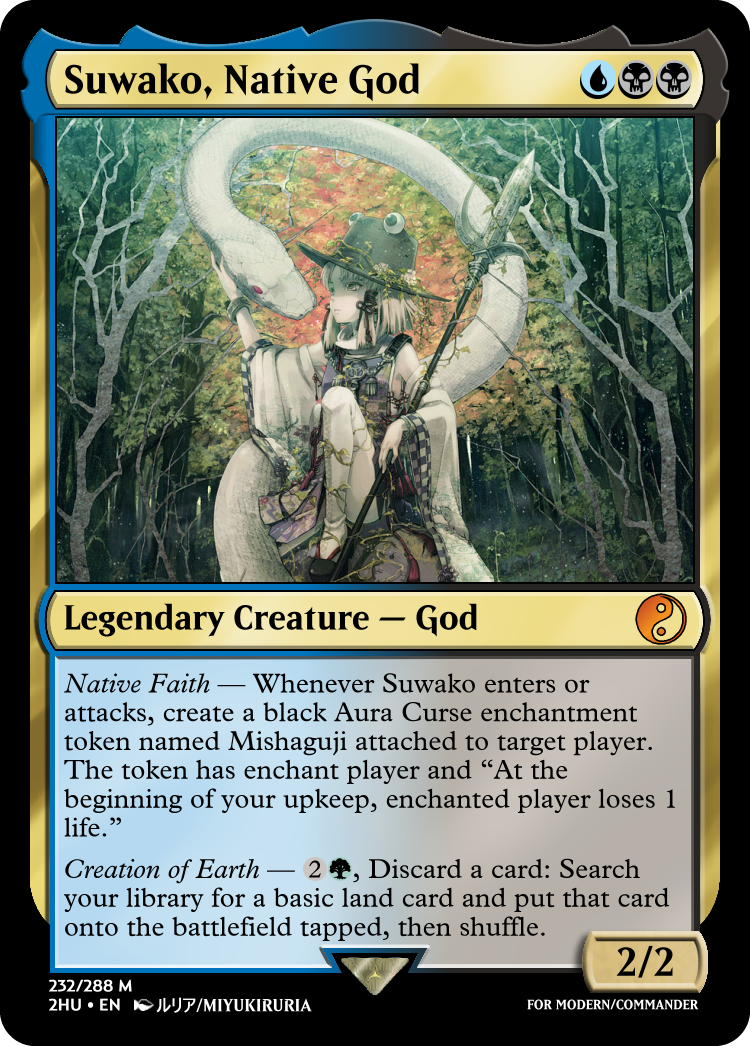 Suwako, Native God
Legendary Creature — God
Native Faith — Whenever Suwako enters or
attacks, create a black Aura Curse enchantment
token named Mishaguji attached to target player.
The token has enchant player and “At the
beginning of your upkeep, enchanted player loses 1
life.”
Creation of Earth — 2, Discard a card: Search
your library for a basic land card and put that card
onto the battlefield tapped, then shuffle.
2/2
232/288 M
2HU • EN ルリア/MIYUKIRURIA
FOR MODERN/COMMANDER